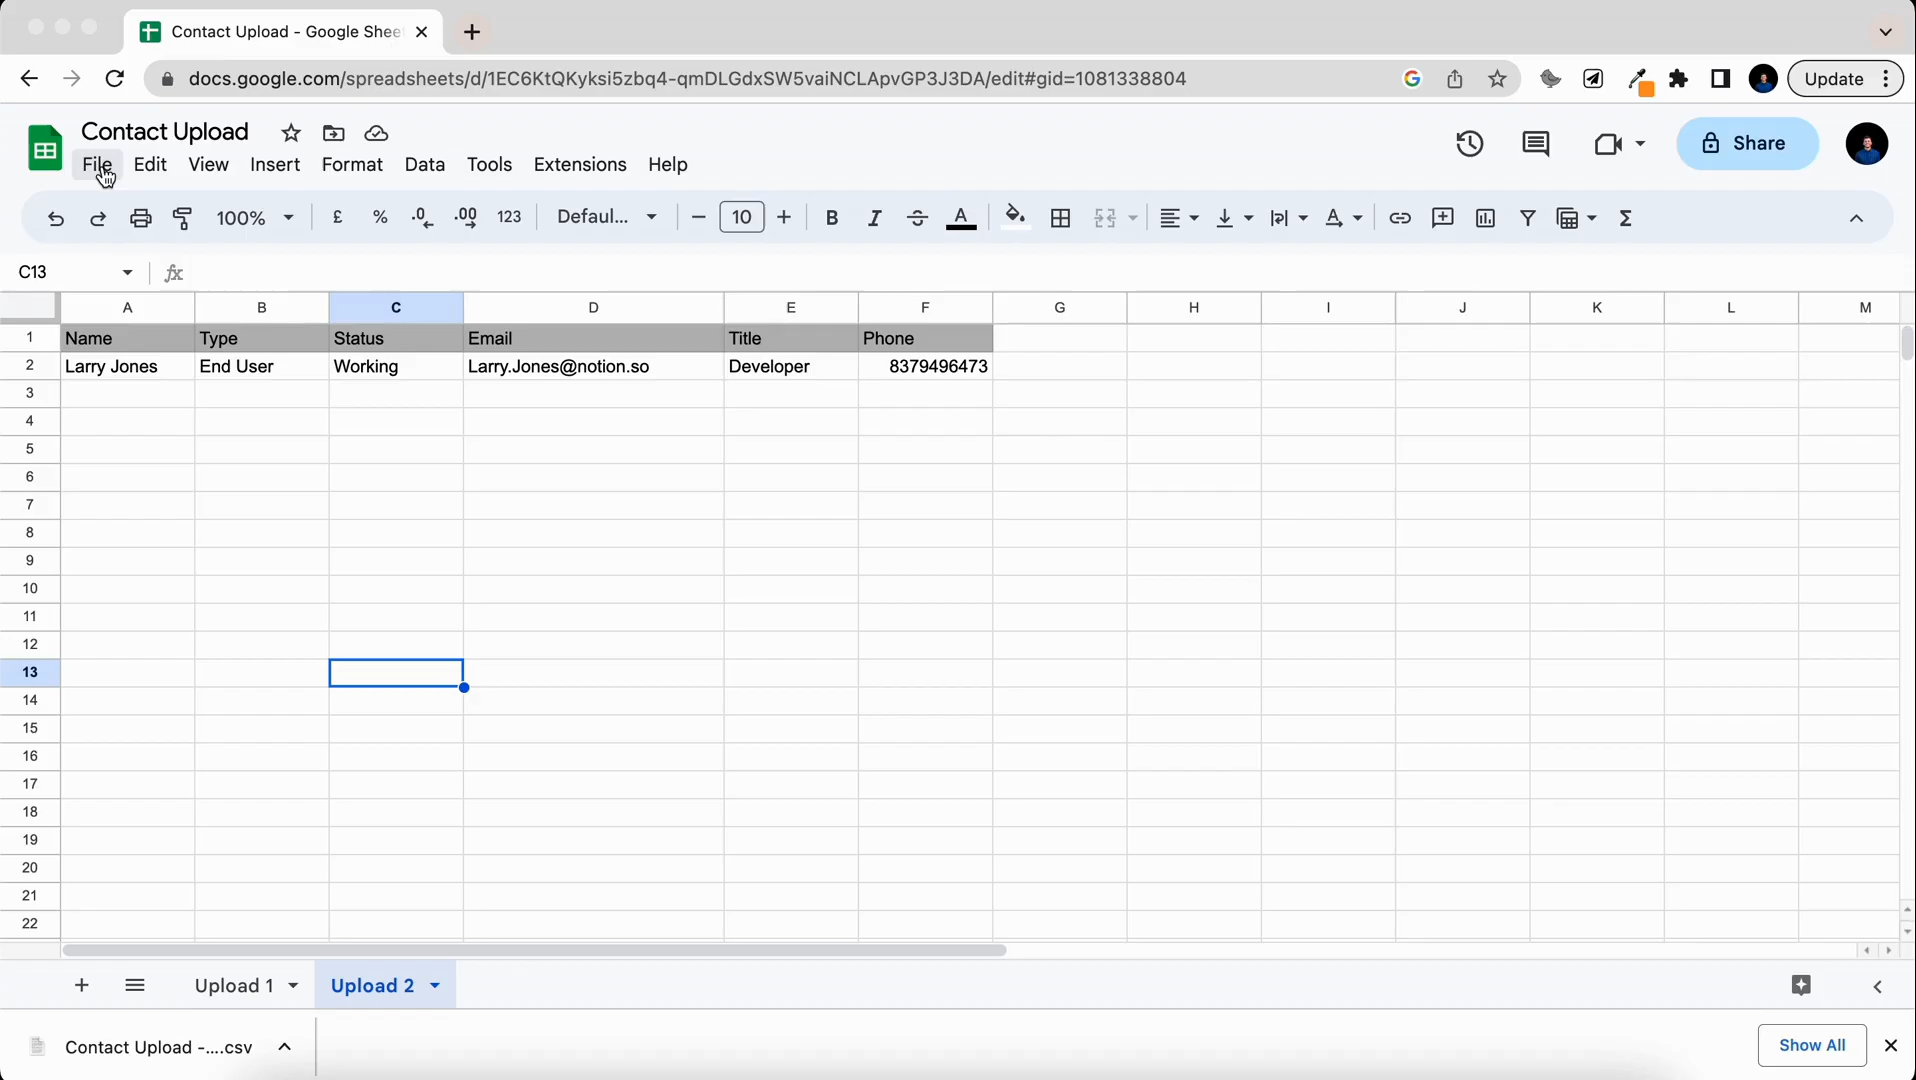 Contact Upload - Google Shee
docs.google.com/spreadsheets/d/1EC6KtQKyksi5zbq4-qmDLGdxSW5vaiNCLApvGP3J3DA/edit#gid=1081338804
Update
Contact Upload
File Edit View Insert Format Data Tools Extensions Help
Share
100% £ % .0 .00 123 Defaul... 10 B I S A
C13 fx
A B C D E F G H I J K L M
1 Name Type Status Email Title Phone
2 Larry Jones End User Working Larry.Jones@notion.so Developer 8379496473
3
4
5
6
7
8
9
10
11
12
13
14
15
16
17
18
19
20
21
22
Upload 1 Upload 2
Contact Upload -....csv Show All